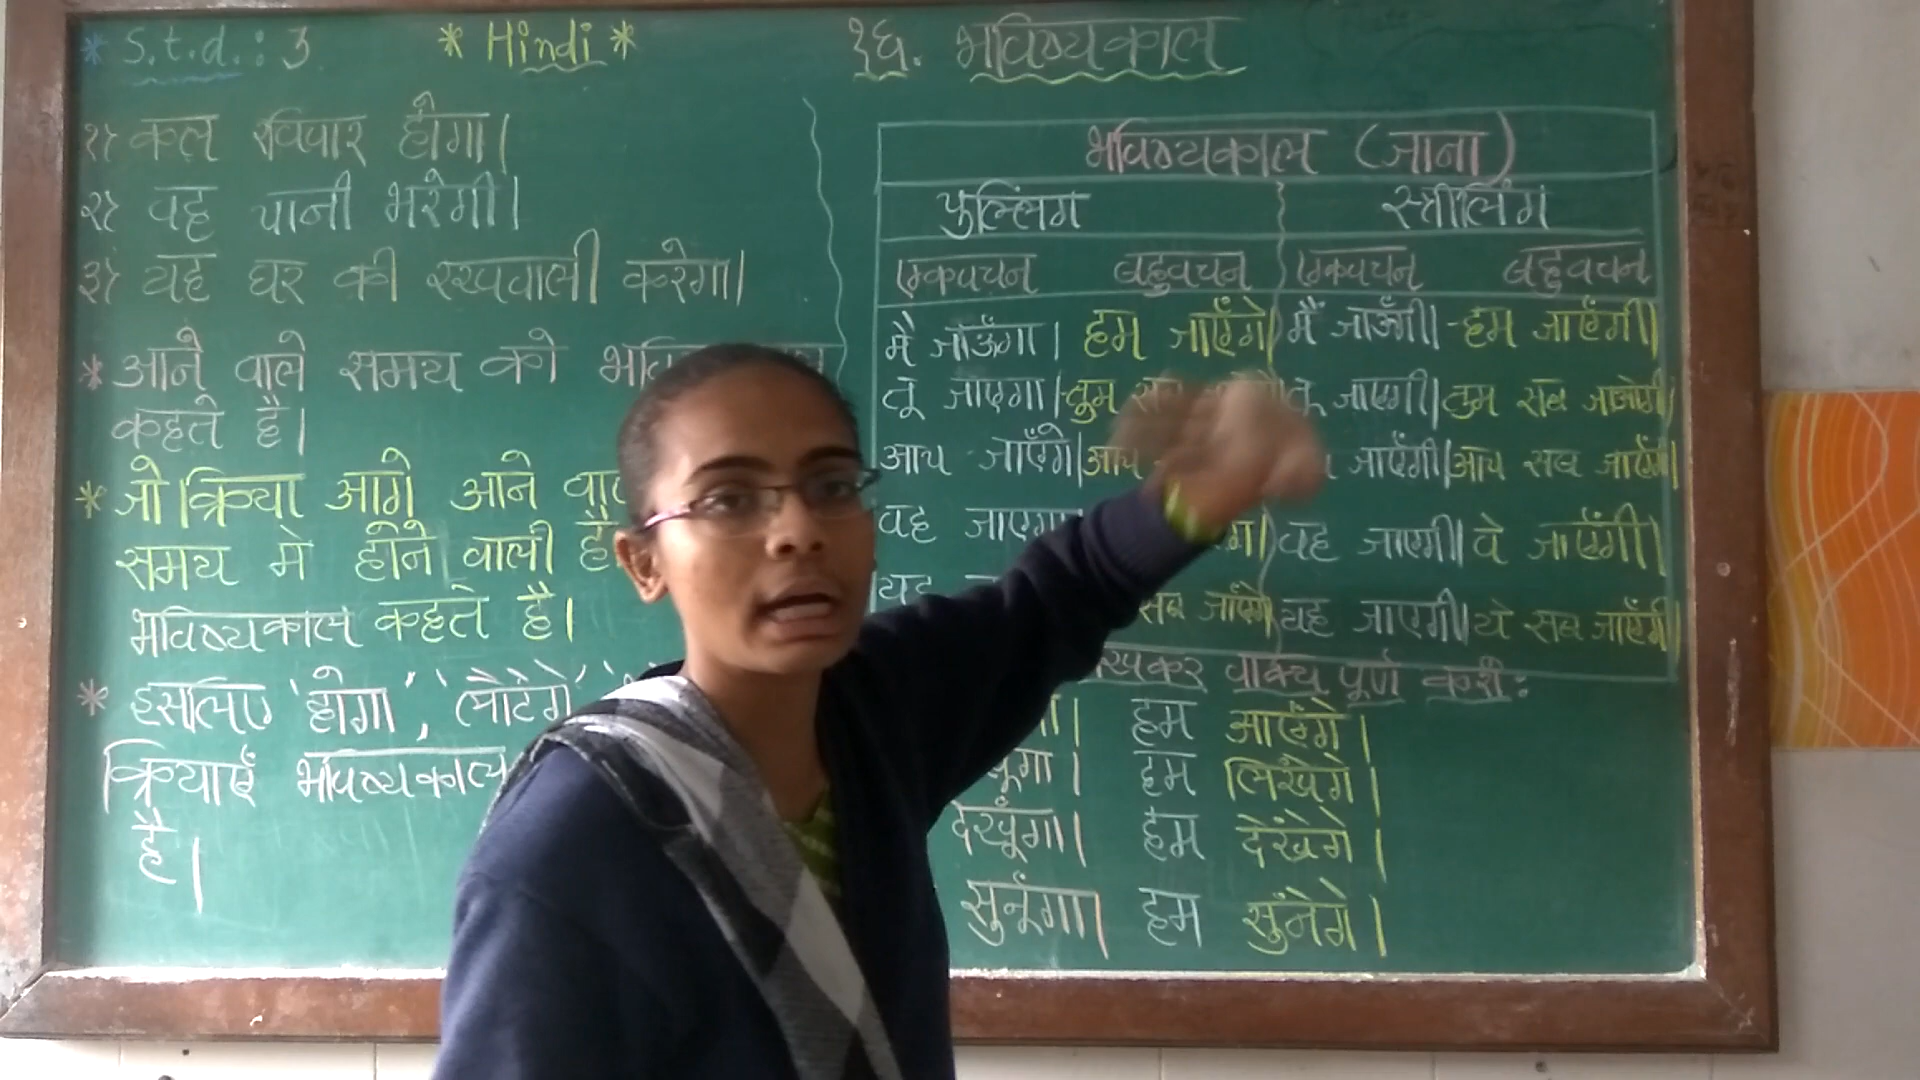 * S.t.d.: 3
* Hindi *
१६. भविष्यकाल
१) कल रविवार होगा।
२) वह पानी भरेगी।
३) यह घर की रखवाली करेगा।
* आने वाले समय को
कहते है।
* जो क्रिया आगे आने
समय मे होने वाली है
भविष्यकाल कहते है।
* इसलिए 'होगा', 'लौटेंगे'
क्रियाएँ भविष्यकाल
है।
भविष्यकाल (जाना)
पुल्लिंग स्त्रीलिंग
एकवचन बहुवचन एकवचन बहुवचन
मै जाऊँगा। हम जाएँगे। मैं जाऊँगी। हम जाएँगी।
तू जाएगा। तुम तू जाएगी। तुम सब जाओगी।
आप जाएँगे। आप जाएँगी। आप सब जाएँगी।
वह जाएगा वह जाएगी। वे जाएँगी।
यह सब जाएँगे। यह जाएगी। ये सब जाएँगी।
वाक्य पूर्ण करो:
हम जाएँगे।
हम लिखेंगे।
देखूँगा। हम देखेंगे।
सुनूँगा। हम सुनेंगे।